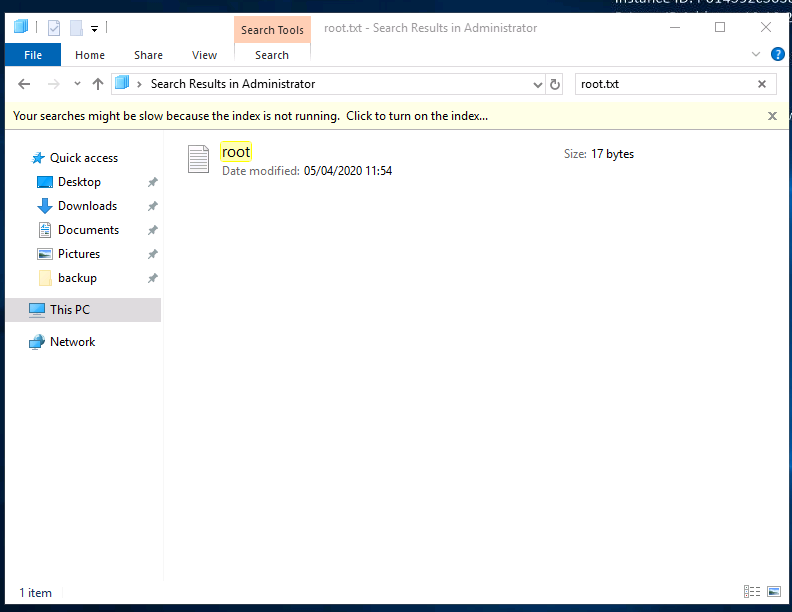 Search Tools
root.txt - Search Results in Administrator
File
Home
Share
View
Search
Search Results in Administrator
root.txt
Your searches might be slow because the index is not running. Click to turn on the index...
Quick access
Desktop
Downloads
Documents
Pictures
backup
This PC
Network
root
Date modified: 05/04/2020 11:54
Size: 17 bytes
1 item